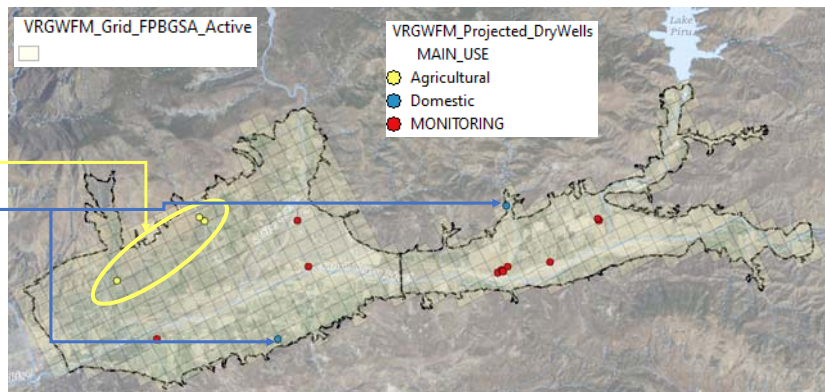 VRGWFM_Grid_FPBGSA_Active
VRGWFM_Projected_DryWells
MAIN_USE
Agricultural
Domestic
MONITORING
Lake
Piru